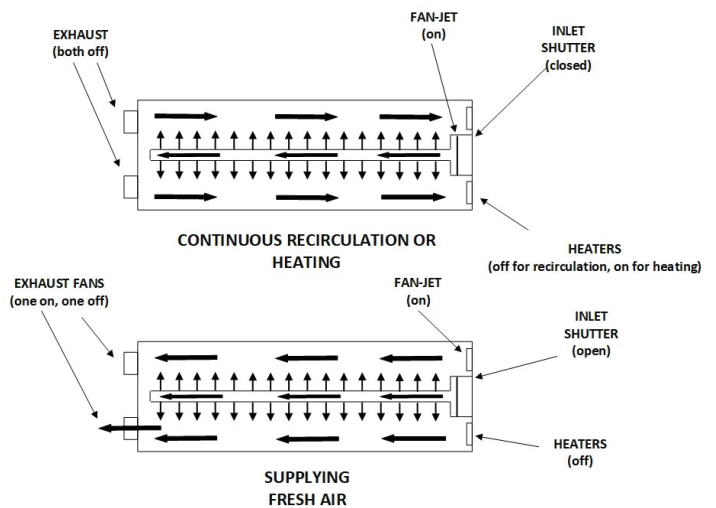 FAN-JET
(on)
EXHAUST
(both off)
INLET
SHUTTER
(closed)
CONTINUOUS RECIRCULATION OR
HEATING
HEATERS
(off for recirculation, on for heating)
EXHAUST FANS
(one on, one off)
FAN-JET
(on)
INLET
SHUTTER
(open)
HEATERS
(off)
SUPPLYING
FRESH AIR